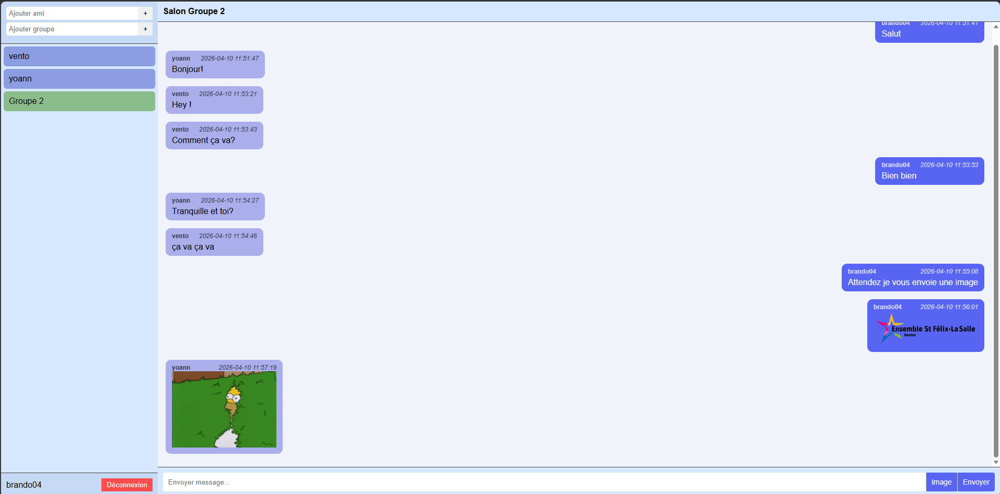 Ajouter ami +
Ajouter groupe +
vento
yoann
Groupe 2
brando04 Déconnexion
Salon Groupe 2
brando04 2026-04-10 11:51:41
Salut
yoann 2026-04-10 11:51:47
Bonjour!
vento 2026-04-10 11:53:21
Hey !
vento 2026-04-10 11:53:43
Comment ça va?
brando04 2026-04-10 11:53:53
Bien bien
yoann 2026-04-10 11:54:27
Tranquille et toi?
vento 2026-04-10 11:54:46
ça va ça va
brando04 2026-04-10 11:55:08
Attendez je vous envoie une image
brando04 2026-04-10 11:56:01
Ensemble St Félix-La Salle
Nantes
yoann 2026-04-10 11:57:19
Envoyer message... Image Envoyer